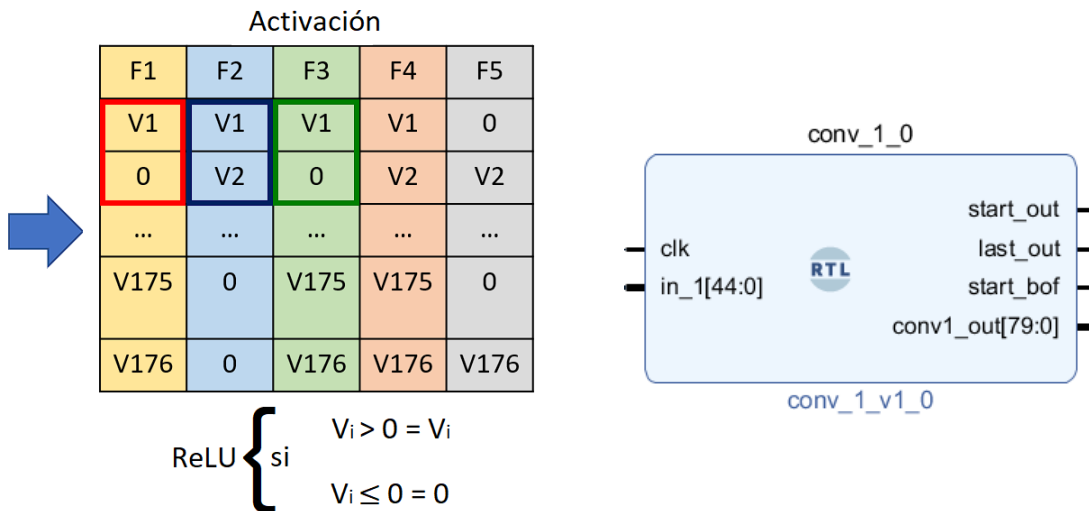 Activación
F1 F2 F3 F4 F5
V1 V1 V1 V1 0
0 V2 0 V2 V2
... ... ... ... ...
V175 0 V175 V175 0
V176 0 V176 V176 V176
ReLU { si
Vi > 0 = Vi
Vi ≤ 0 = 0
conv_1_0
start_out
clk
last_out
RTL
in_1[44:0]
start_bof
conv1_out[79:0]
conv_1_v1_0